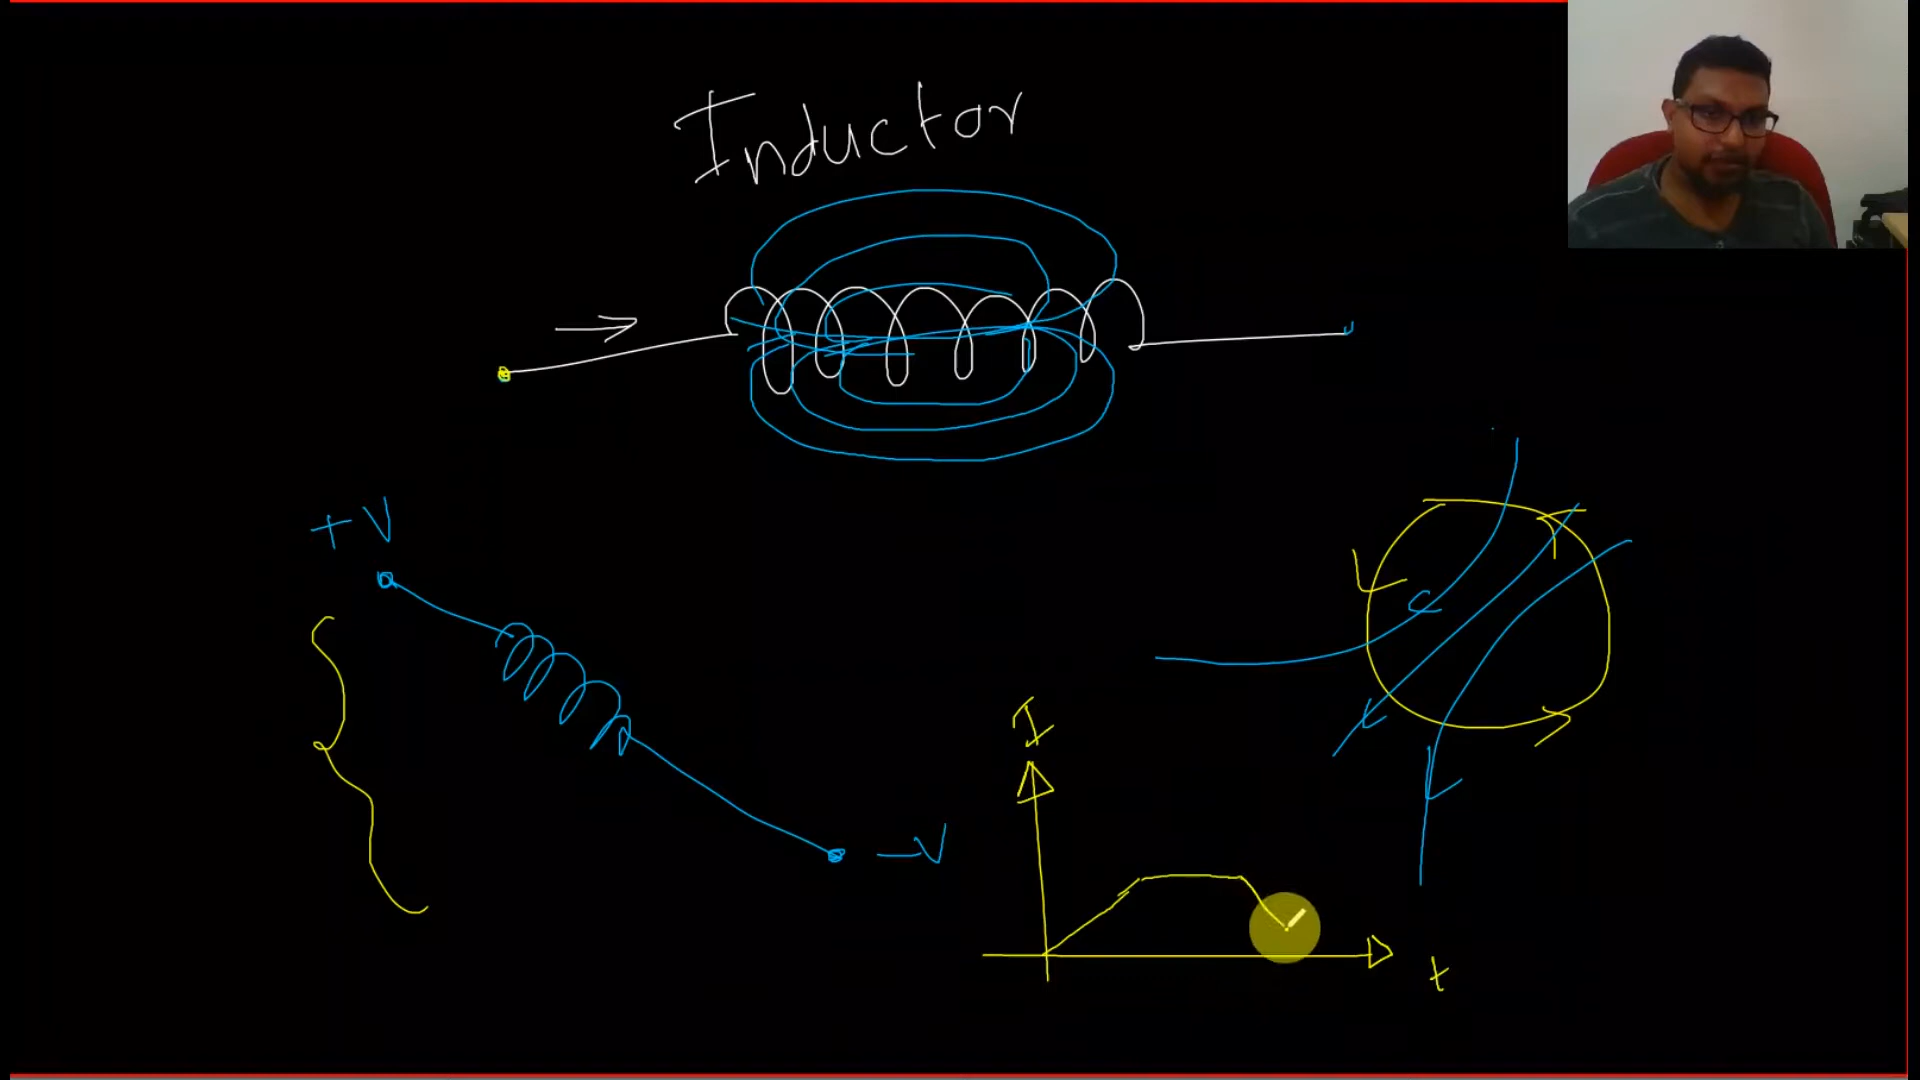 Inductor
+V
-V
I
t